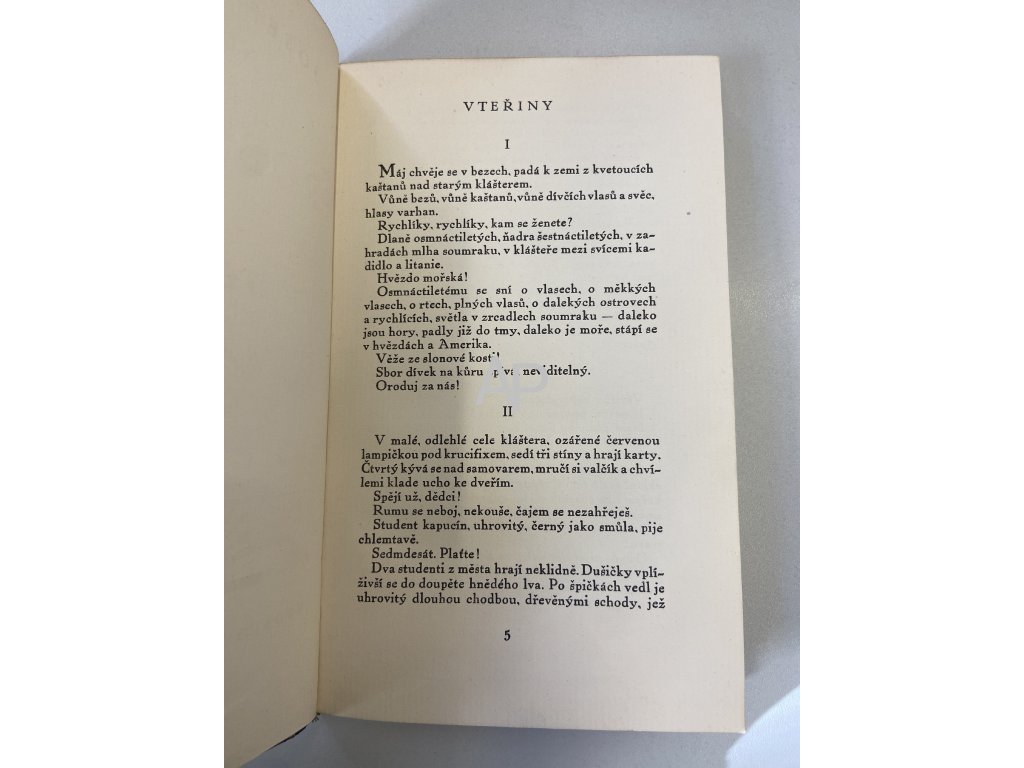 VTEŘINY
I
Máj chvěje se v bezech, padá k zemi z kvetoucích
kaštanů nad starým klášterem.
Vůně bezů, vůně kaštanů, vůně dívčích vlasů a svěc,
hlasy varhan.
Rychlíky, rychlíky, kam se ženete?
Dlaně osmnáctiletých, ňadra šestnáctiletých, v za-
hradách mlha soumraku, v klášteře mezi svícemi ka-
didlo a litanie.
Hvězdo mořská!
Osmnáctiletému se sní o vlasech, o měkkých
vlasech, o rtech, plných vlasů, o dalekých ostrovech
a rychlících, světla v zrcadlech soumraku — daleko
jsou hory, padly již do tmy, daleko je moře, stápí se
v hvězdách a Amerika.
Věže ze slonové kosti!
Sbor dívek na kůru zpívá, neviditelný.
Oroduj za nás!
AP
II
V malé, odlehlé cele kláštera, ozářené červenou
lampičkou pod krucifixem, sedí tři stíny a hrají karty.
Čtvrtý kývá se nad samovarem, mručí si valčík a chví-
lemi klade ucho ke dveřím.
Spějí už, dědci!
Rumu se neboj, nekouše, čajem se nezahřeješ.
Student kapucín, uhrovitý, černý jako smůla, pije
chlemtavě.
Sedmdesát. Plaťte!
Dva studenti z města hrají neklidně. Dušičky vplí-
živší se do doupěte hnědého lva. Po špičkách vedl je
uhrovitý dlouhou chodbou, dřevěnými schody, jež
5